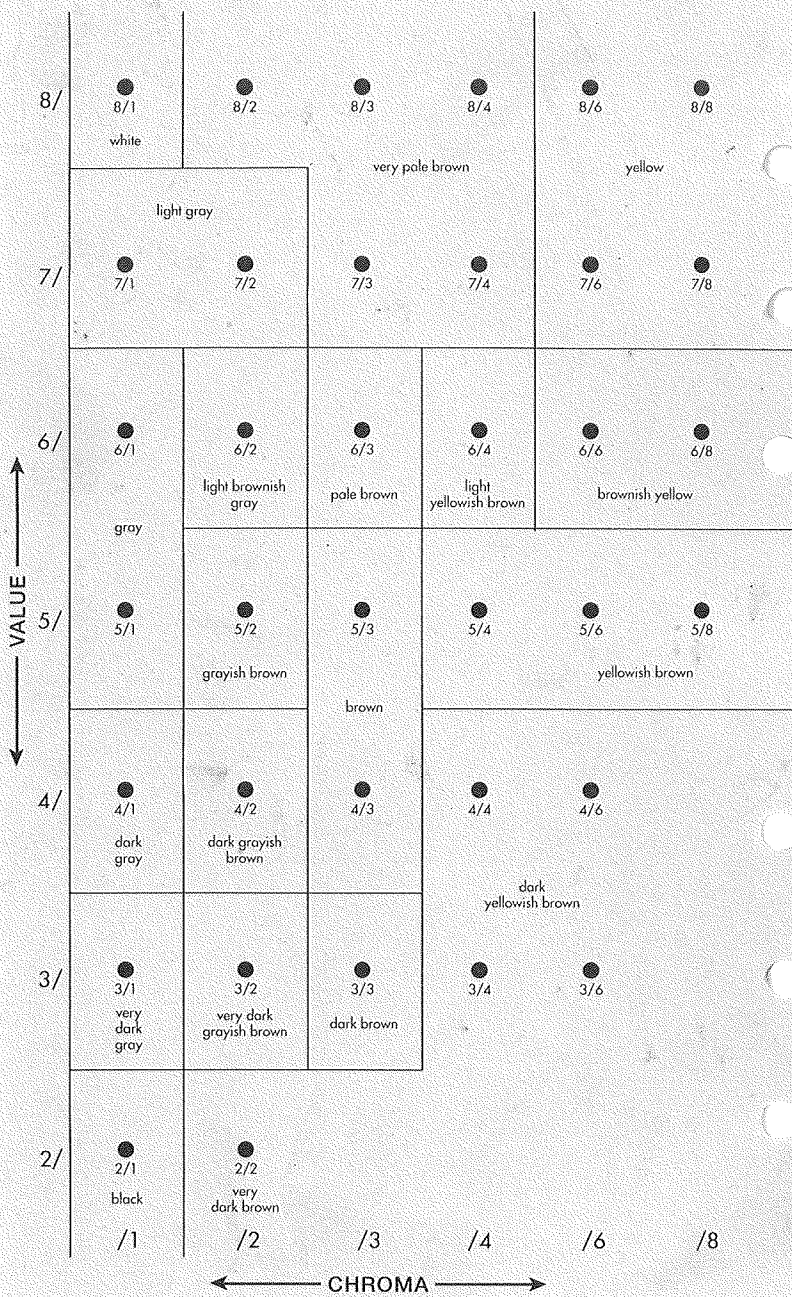 8/
8/1 8/2 8/3 8/4 8/6 8/8
white
very pale brown yellow
light gray
7/
7/1 7/2 7/3 7/4 7/6 7/8
6/
6/1 6/2 6/3 6/4 6/6 6/8
light brownish
gray
pale brown
light
yellowish brown
brownish yellow
gray
5/
5/1 5/2 5/3 5/4 5/6 5/8
grayish brown
yellowish brown
brown
VALUE
4/
4/1 4/2 4/3 4/4 4/6
dark
gray
dark grayish
brown
dark
yellowish brown
3/
3/1 3/2 3/3 3/4 3/6
very
dark
gray
very dark
grayish brown
dark brown
2/
2/1 2/2
black
very
dark brown
/1 /2 /3 /4 /6 /8
CHROMA